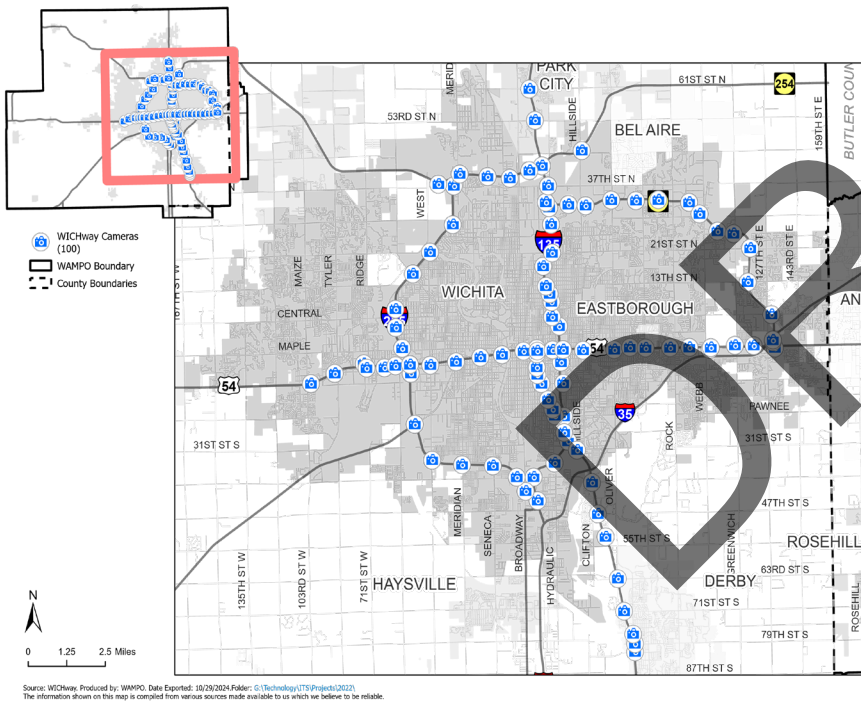 PARK
CITY
MERID
61ST ST N
254
53RD ST N
HILLSIDE
BEL AIRE
159TH ST E
BUTLER COUN
37TH ST N
WEST
WICHway Cameras
(100)
WAMPO Boundary
County Boundaries
135
21ST ST N
127TH ST E
143RD ST E
13TH ST N
MAIZE
TYLER
RIDGE
WICHITA
EASTBOROUGH
AN
CENTRAL
MAPLE
54
54
35
HILLSIDE
WEBB
PAWNEE
ROCK
31ST ST S
31ST ST S
OLIVER
47TH ST S
MERIDIAN
SENECA
BROADWAY
HYDRAULIC
CLIFTON
55TH ST S
GREENWICH
ROSEHILL
135TH ST W
103RD ST W
71ST ST W
HAYSVILLE
63RD ST S
DERBY
71ST ST S
ROSEHILL
79TH ST S
87TH ST S
N
0 1.25 2.5 Miles
D R
Source: WICHway. Produced by: WAMPO. Date Exported: 10/29/2024.Folder: G:\Technology\ITS\Projects\2022\
The information shown on this map is compiled from various sources made available to us which we believe to be reliable.